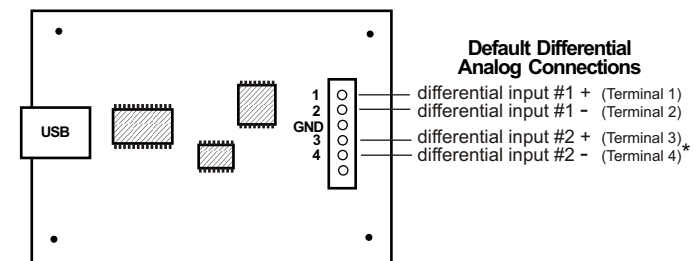 Default Differential
Analog Connections
USB
1
2
GND
3
4
differential input #1 + (Terminal 1)
differential input #1 - (Terminal 2)
differential input #2 + (Terminal 3)
differential input #2 - (Terminal 4)*